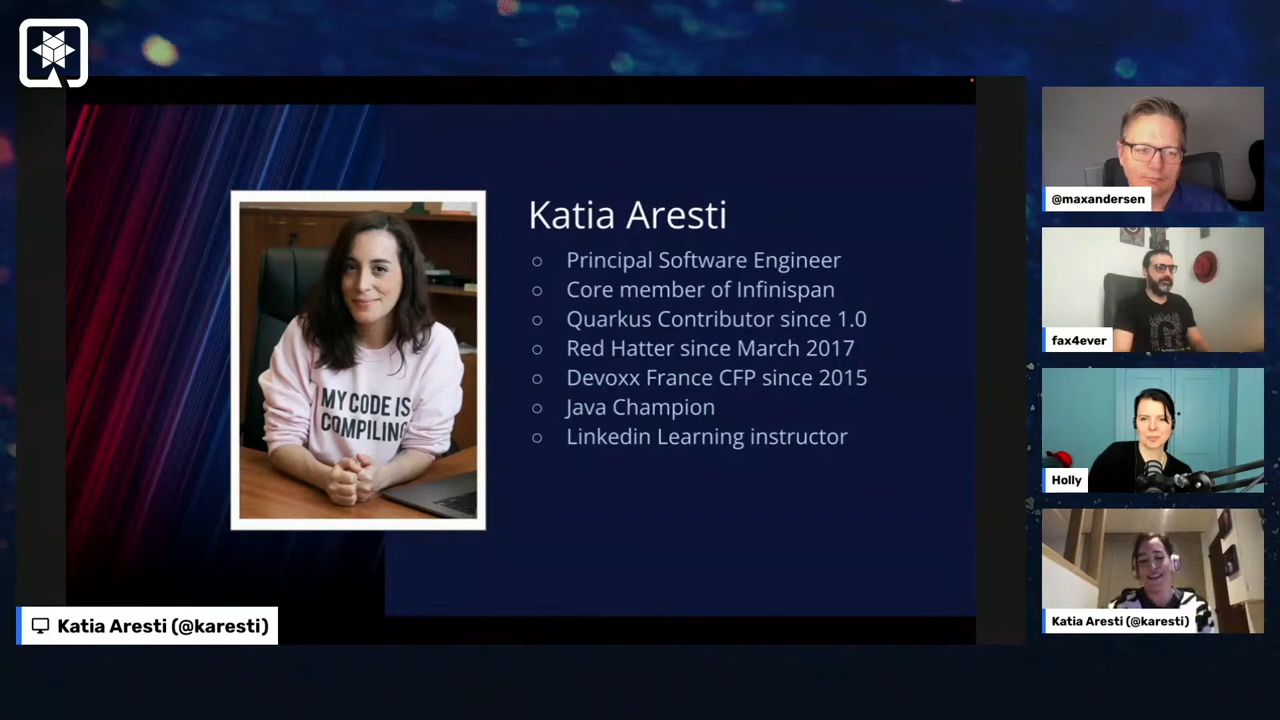 Katia Aresti
Principal Software Engineer
Core member of Infinispan
Quarkus Contributor since 1.0
Red Hatter since March 2017
Devoxx France CFP since 2015
Java Champion
Linkedin Learning instructor
MY CODE IS
COMPILING
Katia Aresti (@karesti)
@maxandersen
fax4ever
Holly
Katia Aresti (@karesti)